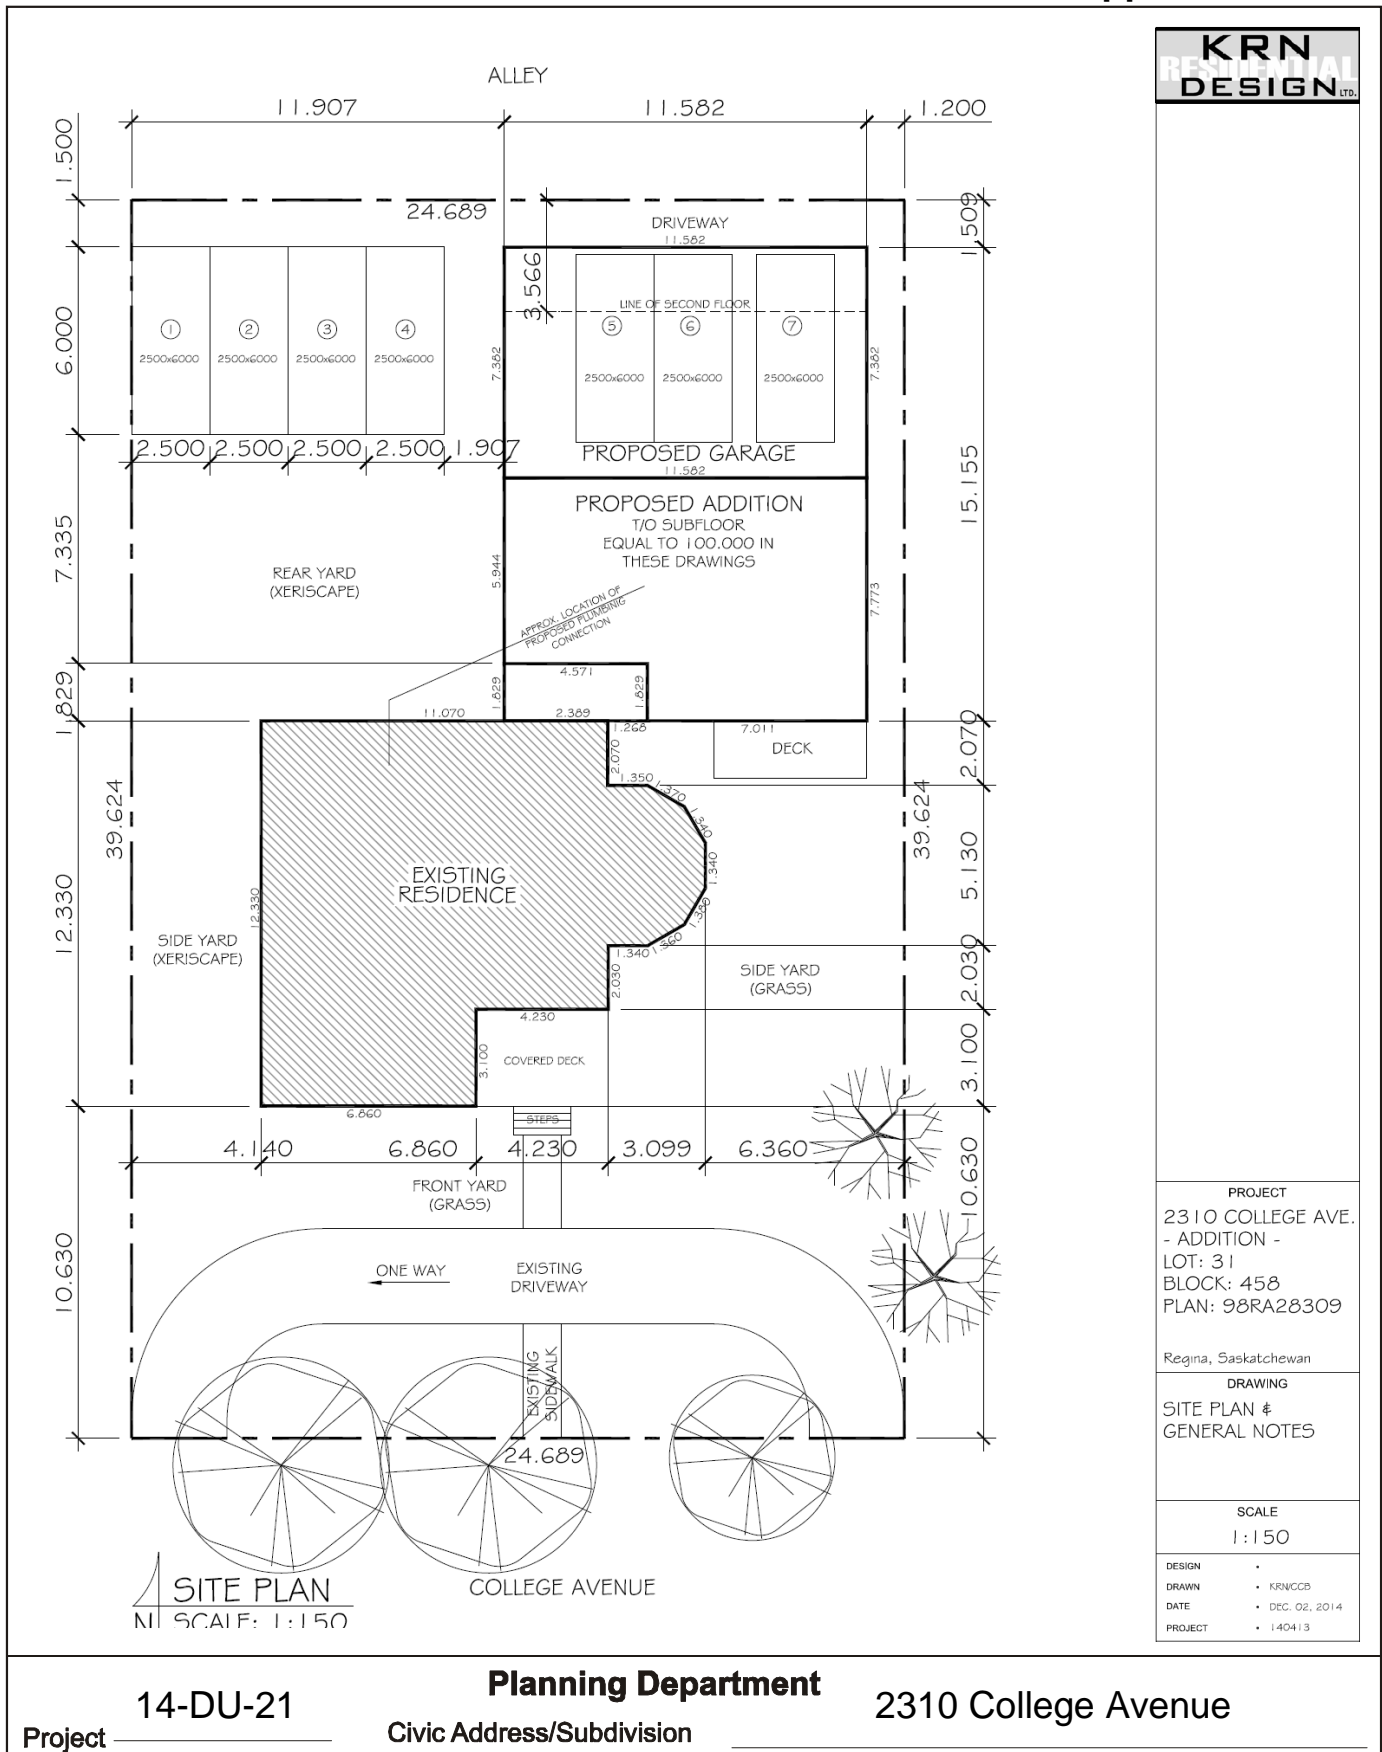 KRN
RESIDENTIAL
DESIGN LTD.
ALLEY
11.907
11.582
1.200
1.500
24.689
DRIVEWAY
11.582
1.509
3.566
LINE OF SECOND FLOOR
6.000
1
2
3
4
5
6
7
2500x6000
2500x6000
2500x6000
2500x6000
2500x6000
2500x6000
2500x6000
7.382
7.382
2.500
2.500
2.500
2.500
1.907
PROPOSED GARAGE
11.582
15.155
PROPOSED ADDITION
T/O SUBFLOOR
EQUAL TO 100.000 IN
THESE DRAWINGS
7.335
REAR YARD
(XERISCAPE)
5.944
7.773
APPROX. LOCATION OF
PROPOSED PLUMBINIG
CONNECTION
4.571
1.829
1.829
1.829
11.070
2.389
1.268
7.011
DECK
2.070
2.070
1.350
1.370
1.340
1.340
1.380
1.360
1.340
39.624
39.624
5.130
EXISTING
RESIDENCE
12.330
12.330
SIDE YARD
(XERISCAPE)
SIDE YARD
(GRASS)
2.030
2.030
4.230
3.100
COVERED DECK
3.100
6.860
STEPS
4.140
6.860
4.230
3.099
6.360
FRONT YARD
(GRASS)
10.630
10.630
ONE WAY
EXISTING
DRIVEWAY
EXISTING
SIDEWALK
24.689
N
SITE PLAN
SCALE: 1:150
COLLEGE AVENUE
PROJECT
2310 COLLEGE AVE.
- ADDITION -
LOT: 31
BLOCK: 458
PLAN: 98RA28309
Regina, Saskatchewan
DRAWING
SITE PLAN &
GENERAL NOTES
SCALE
1:150
DESIGN •
DRAWN • KRN/CCB
DATE • DEC. 02, 2014
PROJECT • 140413
Planning Department
Project 14-DU-21
Civic Address/Subdivision 2310 College Avenue